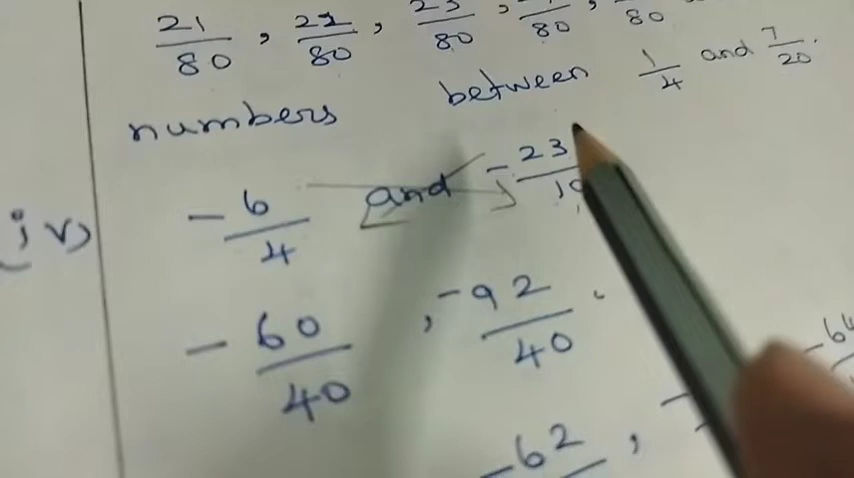 21/80, 22/80, 23/80, /80, /80
numbers between 1/4 and 7/20.
(iv) -6/4 and -23/10
-60/40, -92/40.
-62, -64